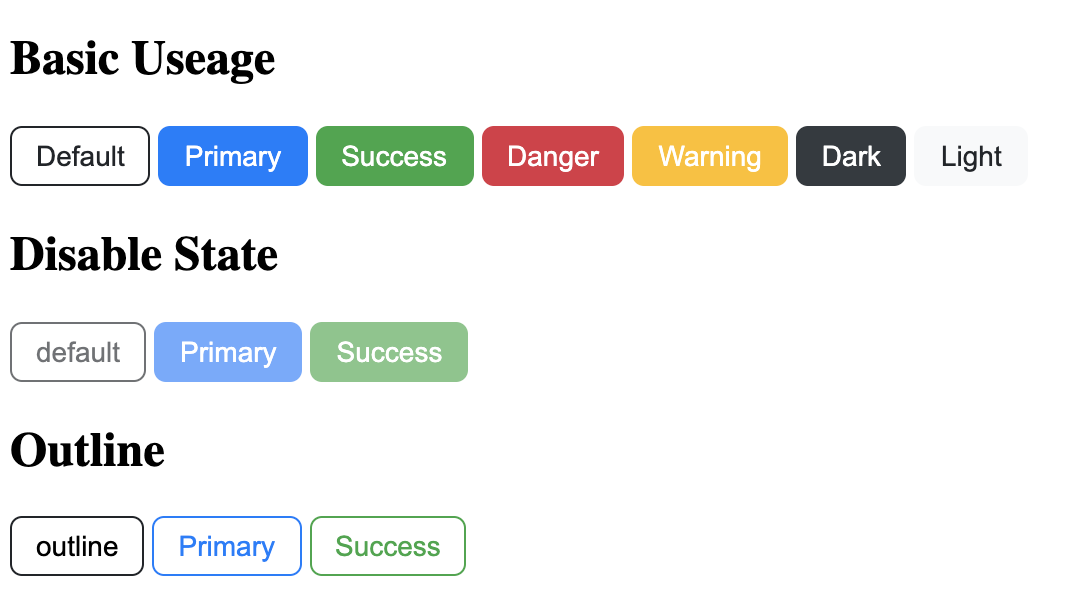 Basic Useage
Default Primary Success Danger Warning Dark Light
Disable State
default Primary Success
Outline
outline Primary Success